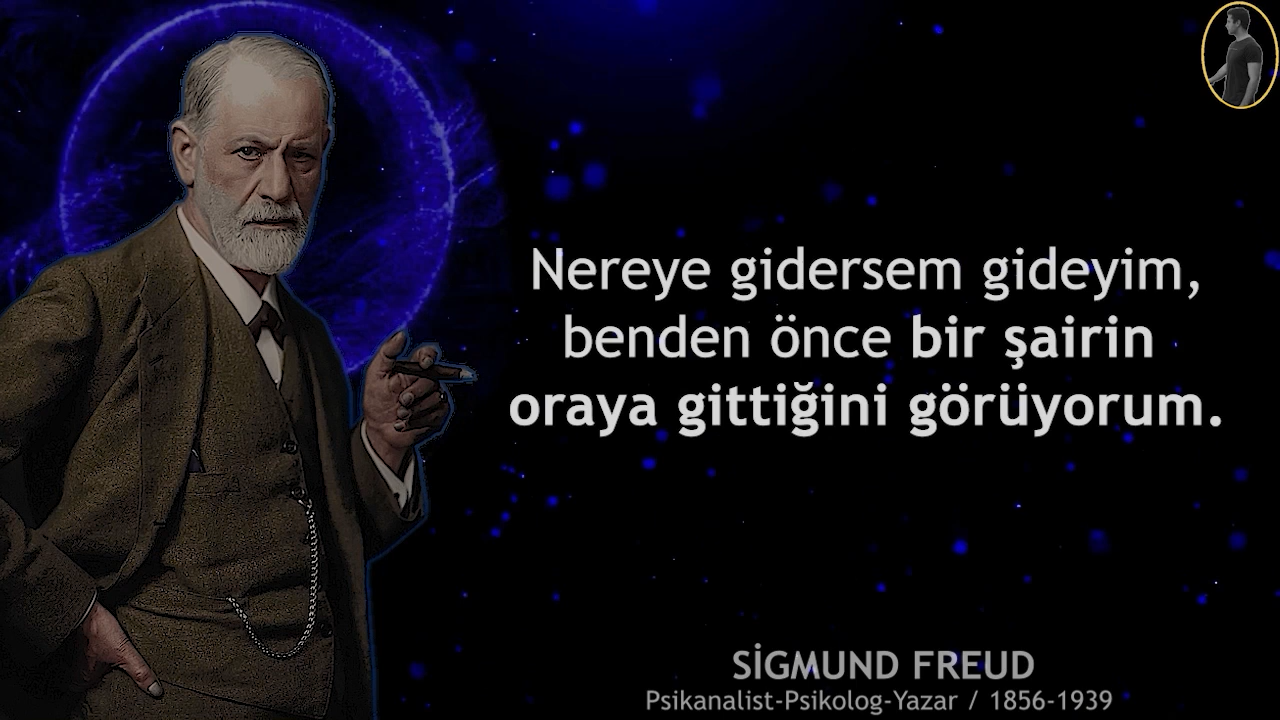 Nereye gidersem gideyim,
benden önce bir şairin
oraya gittiğini görüyorum.
SİGMUND FREUD
Psikanalist-Psikolog-Yazar / 1856-1939